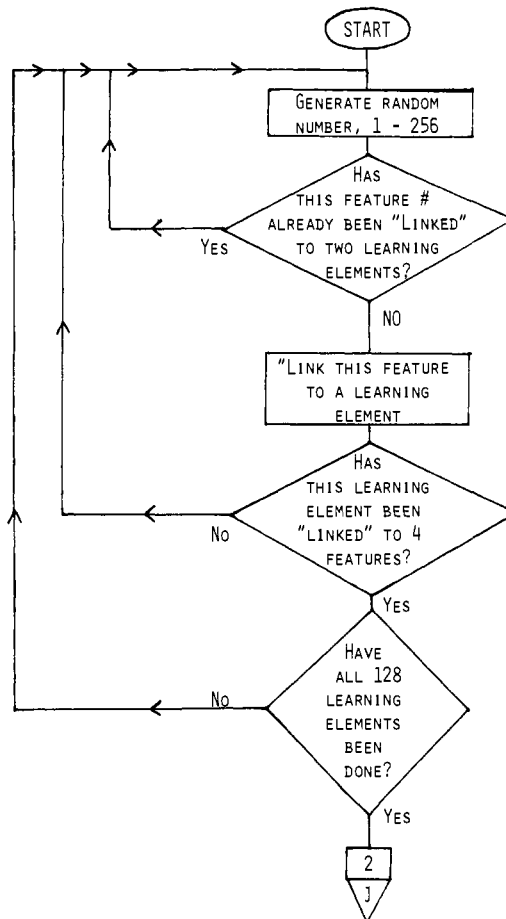 START
GENERATE RANDOM
NUMBER, 1 - 256
HAS
THIS FEATURE #
ALREADY BEEN "LINKED"
TO TWO LEARNING
ELEMENTS?
YES
NO
"LINK THIS FEATURE
TO A LEARNING
ELEMENT
HAS
THIS LEARNING
ELEMENT BEEN
"LINKED" TO 4
FEATURES?
NO
YES
HAVE
ALL 128
LEARNING
ELEMENTS
BEEN
DONE?
NO
YES
2
J